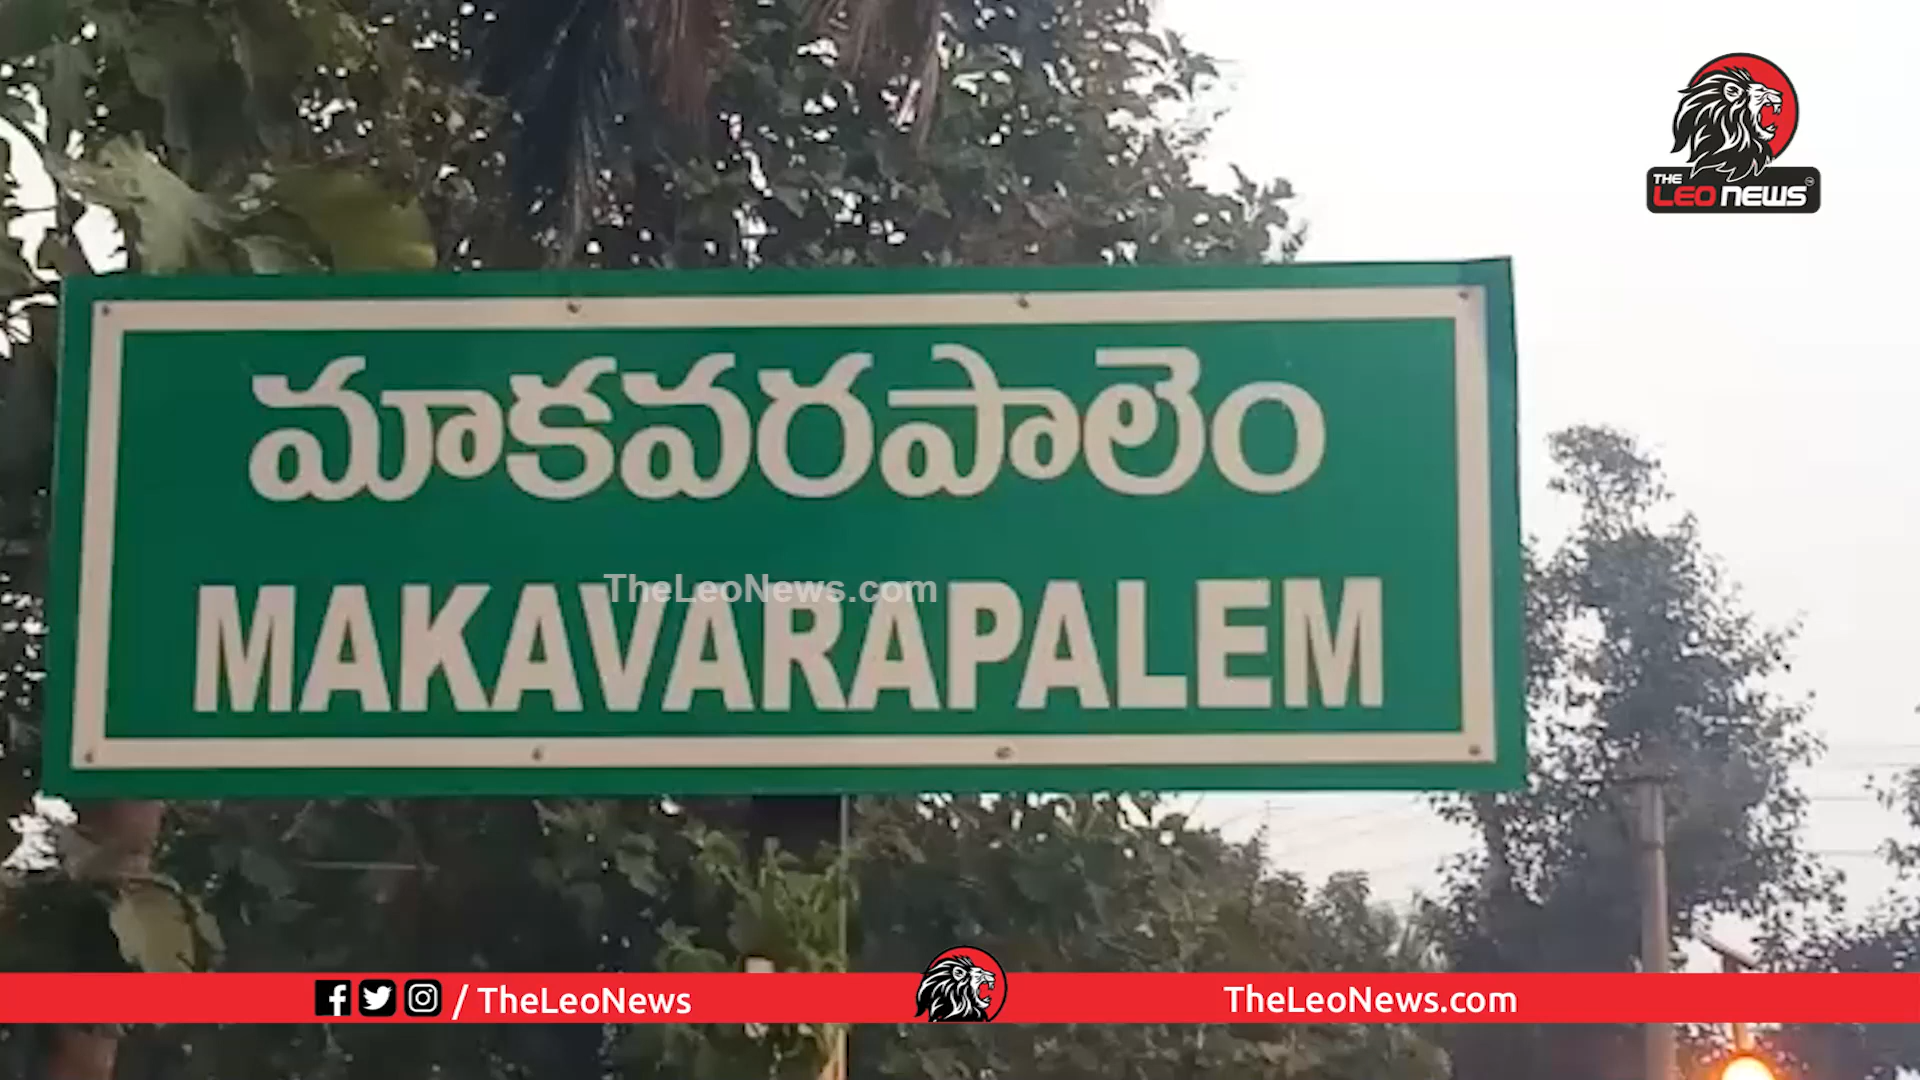 THE
LEO NEWS
మాకవరపాలెం
TheLeoNews.com
MAKAVARAPALEM
/ TheLeoNews
TheLeoNews.com